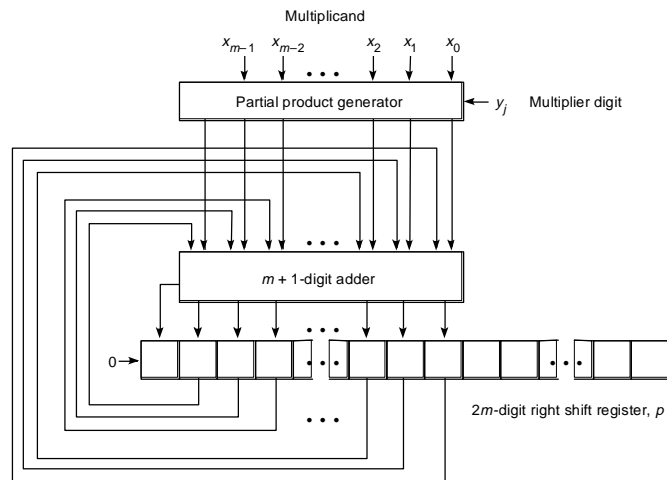 Multiplicand
x_{m–1} x_{m–2} • • • x_2 x_1 x_0
Partial product generator
y_j Multiplier digit
• • •
m + 1-digit adder
• • •
0 • • • • • •
• • •
2m-digit right shift register, p